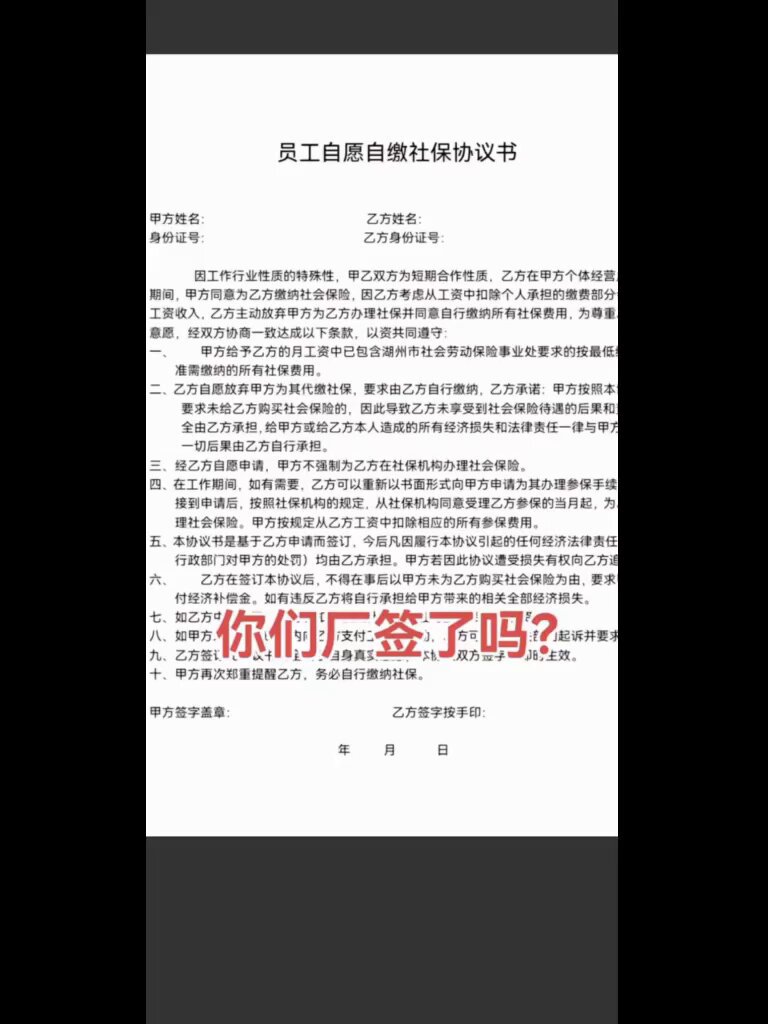 员工自愿自缴社保协议书
甲方姓名: 乙方姓名:
身份证号: 乙方身份证号:
因工作行业性质的特殊性，甲乙双方为短期合作性质，乙方在甲方个体经营
期间，甲方同意为乙方缴纳社会保险，因乙方考虑从工资中扣除个人承担的缴费部分
工资收入，乙方主动放弃甲方为乙方办理社保并同意自行缴纳所有社保费用，为尊重
意愿，经双方协商一致达成以下条款，以资共同遵守:
一、 甲方给予乙方的月工资中已包含湖州市社会劳动保险事业处要求的按最低
准需缴纳的所有社保费用。
二、乙方自愿放弃甲方为其代缴社保，要求由乙方自行缴纳，乙方承诺：甲方按照本
要求未给乙方购买社会保险的，因此导致乙方未享受到社会保险待遇的后果和
全由乙方承担，给甲方或给乙方本人造成的所有经济损失和法律责任一律与甲方
一切后果由乙方自行承担。
三、经乙方自愿申请，甲方不强制为乙方在社保机构办理社会保险。
四、在工作期间，如有需要，乙方可以重新以书面形式向甲方申请为其办理参保手续
接到申请后，按照社保机构的规定，从社保机构同意受理乙方参保的当月起，为
理社会保险。甲方按规定从乙方工资中扣除相应的所有参保费用。
五、本协议书是基于乙方申请而签订，今后凡因履行本协议引起的任何经济法律责任
行政部门对甲方的处罚）均由乙方承担。甲方若因此协议遭受损失有权向乙方追
六、 乙方在签订本协议后，不得在事后以甲方未为乙方购买社会保险为由，要求
付经济补偿金。如有违反乙方将自行承担给甲方带来的相关全部经济损失。
七、如乙方中
你们厂签了吗？
八、如甲方 内向乙方支付工 乙方可 起诉并要求
九、乙方签订 议书 自身真实 双方签字 即时生效。
十、甲方再次郑重提醒乙方，务必自行缴纳社保。
甲方签字盖章: 乙方签字按手印:
年 月 日